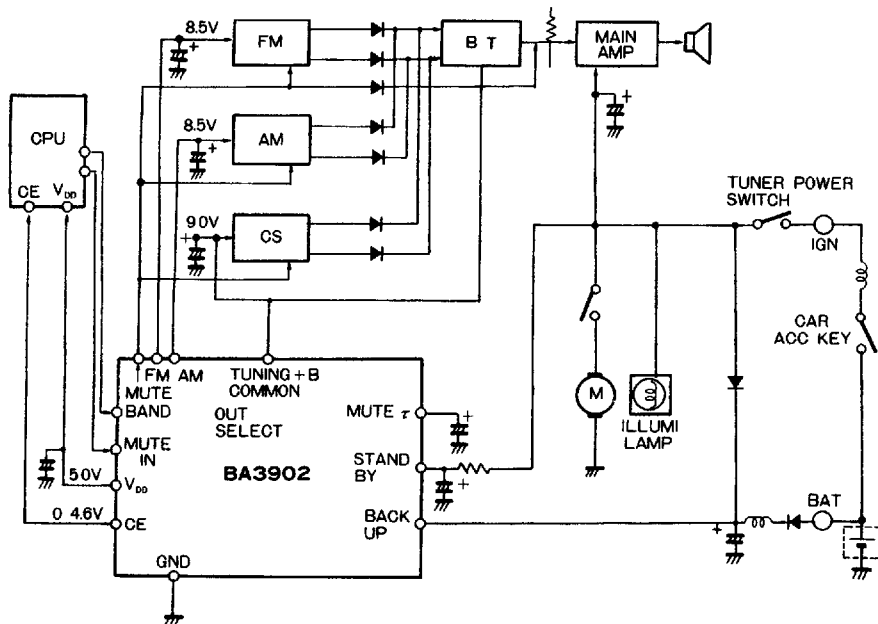 8.5V
+
FM
B T
MAIN
AMP
+
CPU
CE
V_DD
8.5V
+
AM
TUNER POWER
SWITCH
IGN
9.0V
+
CS
CAR
ACC KEY
FM AM
TUNING + B
COMMON
MUTE
BAND
OUT
SELECT
MUTE τ
+
M
ILLUMI
LAMP
MUTE
IN
BA3902
STAND
BY
+
5.0V
V_DD
0 4.6V
CE
BACK
UP
+
BAT
GND